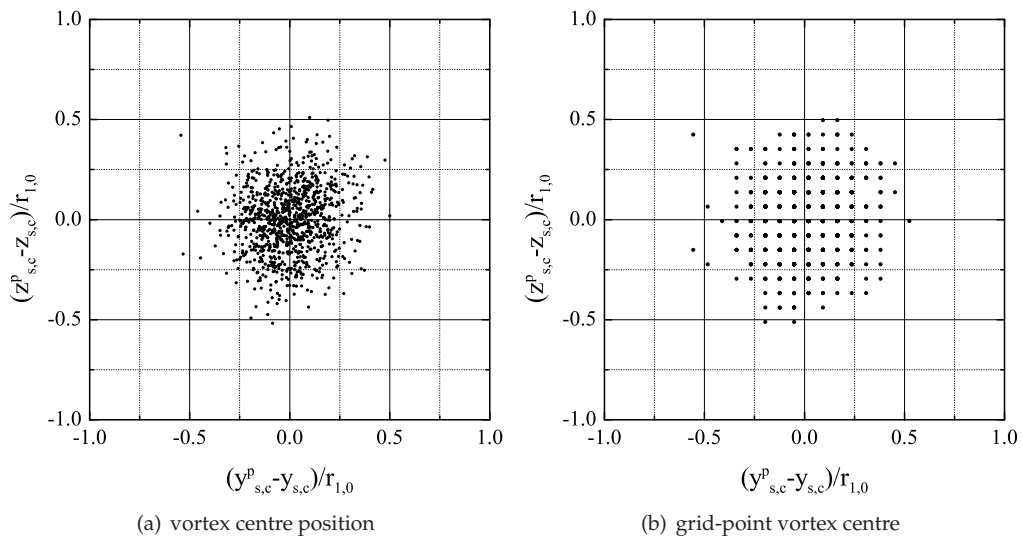 1.0
0.5
0.0
-0.5
-1.0
-1.0 -0.5 0.0 0.5 1.0
(z^p_s,c-z_s,c)/r_1,0
(y^p_s,c-y_s,c)/r_1,0
(a) vortex centre position
1.0
0.5
0.0
-0.5
-1.0
-1.0 -0.5 0.0 0.5 1.0
(z^p_s,c-z_s,c)/r_1,0
(y^p_s,c-y_s,c)/r_1,0
(b) grid-point vortex centre